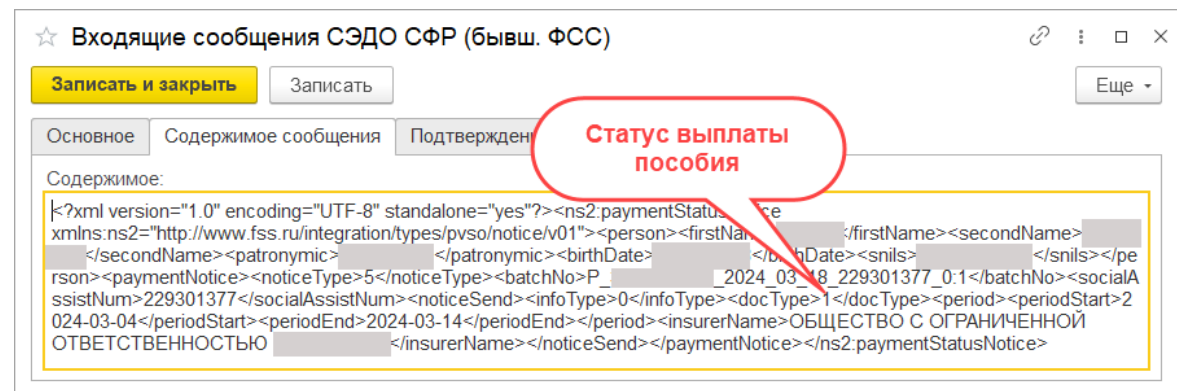 Входящие сообщения СЭДО СФР (бывш. ФСС)
Записать и закрыть
Записать
Еще
Основное
Содержимое сообщения
Статус выплаты
пособия
Содержимое:
<?xml version="1.0" encoding="UTF-8" standalone="yes"?><ns2:paymentStatus
xmlns:ns2="http://www.fss.ru/integration/types/pvso/notice/v01"><person> </firstName><secondName>
</secondName><patronymic> </patronymic><birthDate> </birthDate><snils> </snils></pe
rson><paymentNotice><noticeType>5</noticeType><batchNo>P_ _2024_03_18_229301377_0:1</batchNo><socialA
ssistNum>229301377</socialAssistNum><noticeSend><infoType>0</infoType><docType>1</docType><period><periodStart>2
024-03-04</periodStart><periodEnd>2024-03-14</periodEnd></period><insurerName>ОБЩЕСТВО С ОГРАНИЧЕННОЙ
ОТВЕТСТВЕННОСТЬЮ </insurerName></noticeSend></paymentNotice></ns2:paymentStatusNotice>